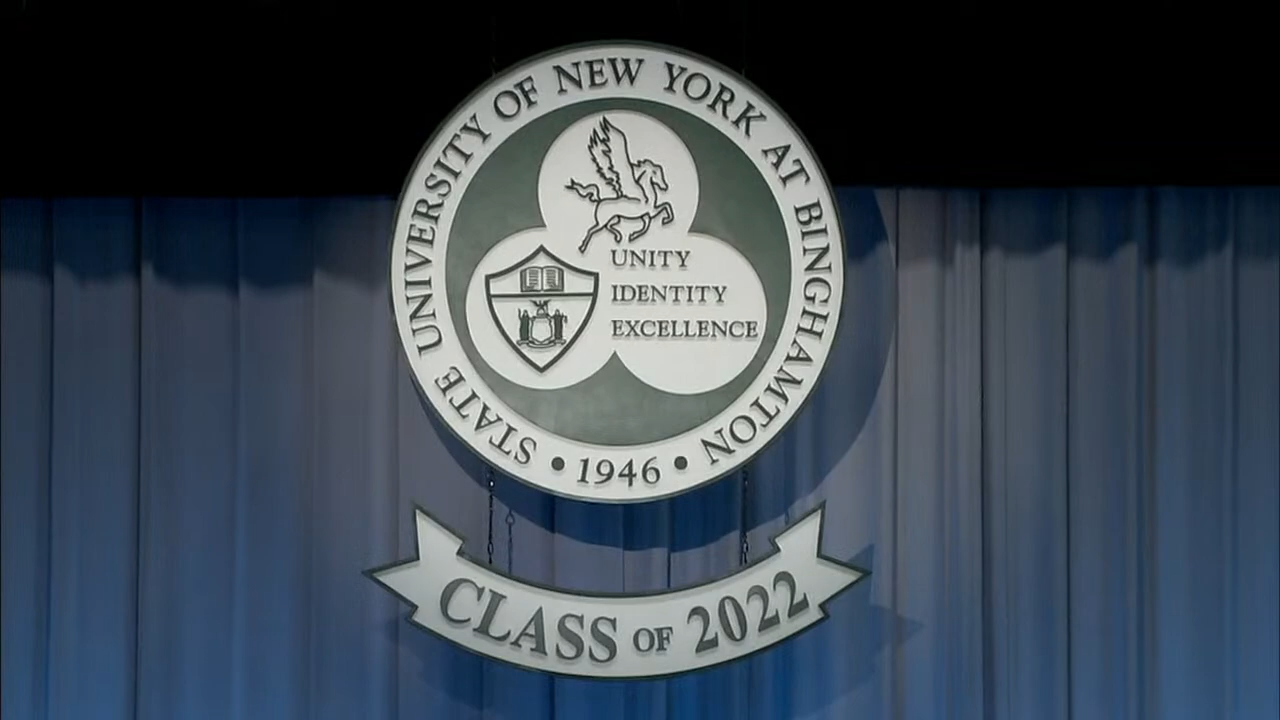 STATE UNIVERSITY OF NEW YORK AT BINGHAMTON
UNITY
IDENTITY
EXCELLENCE
• 1946 •
CLASS OF 2022